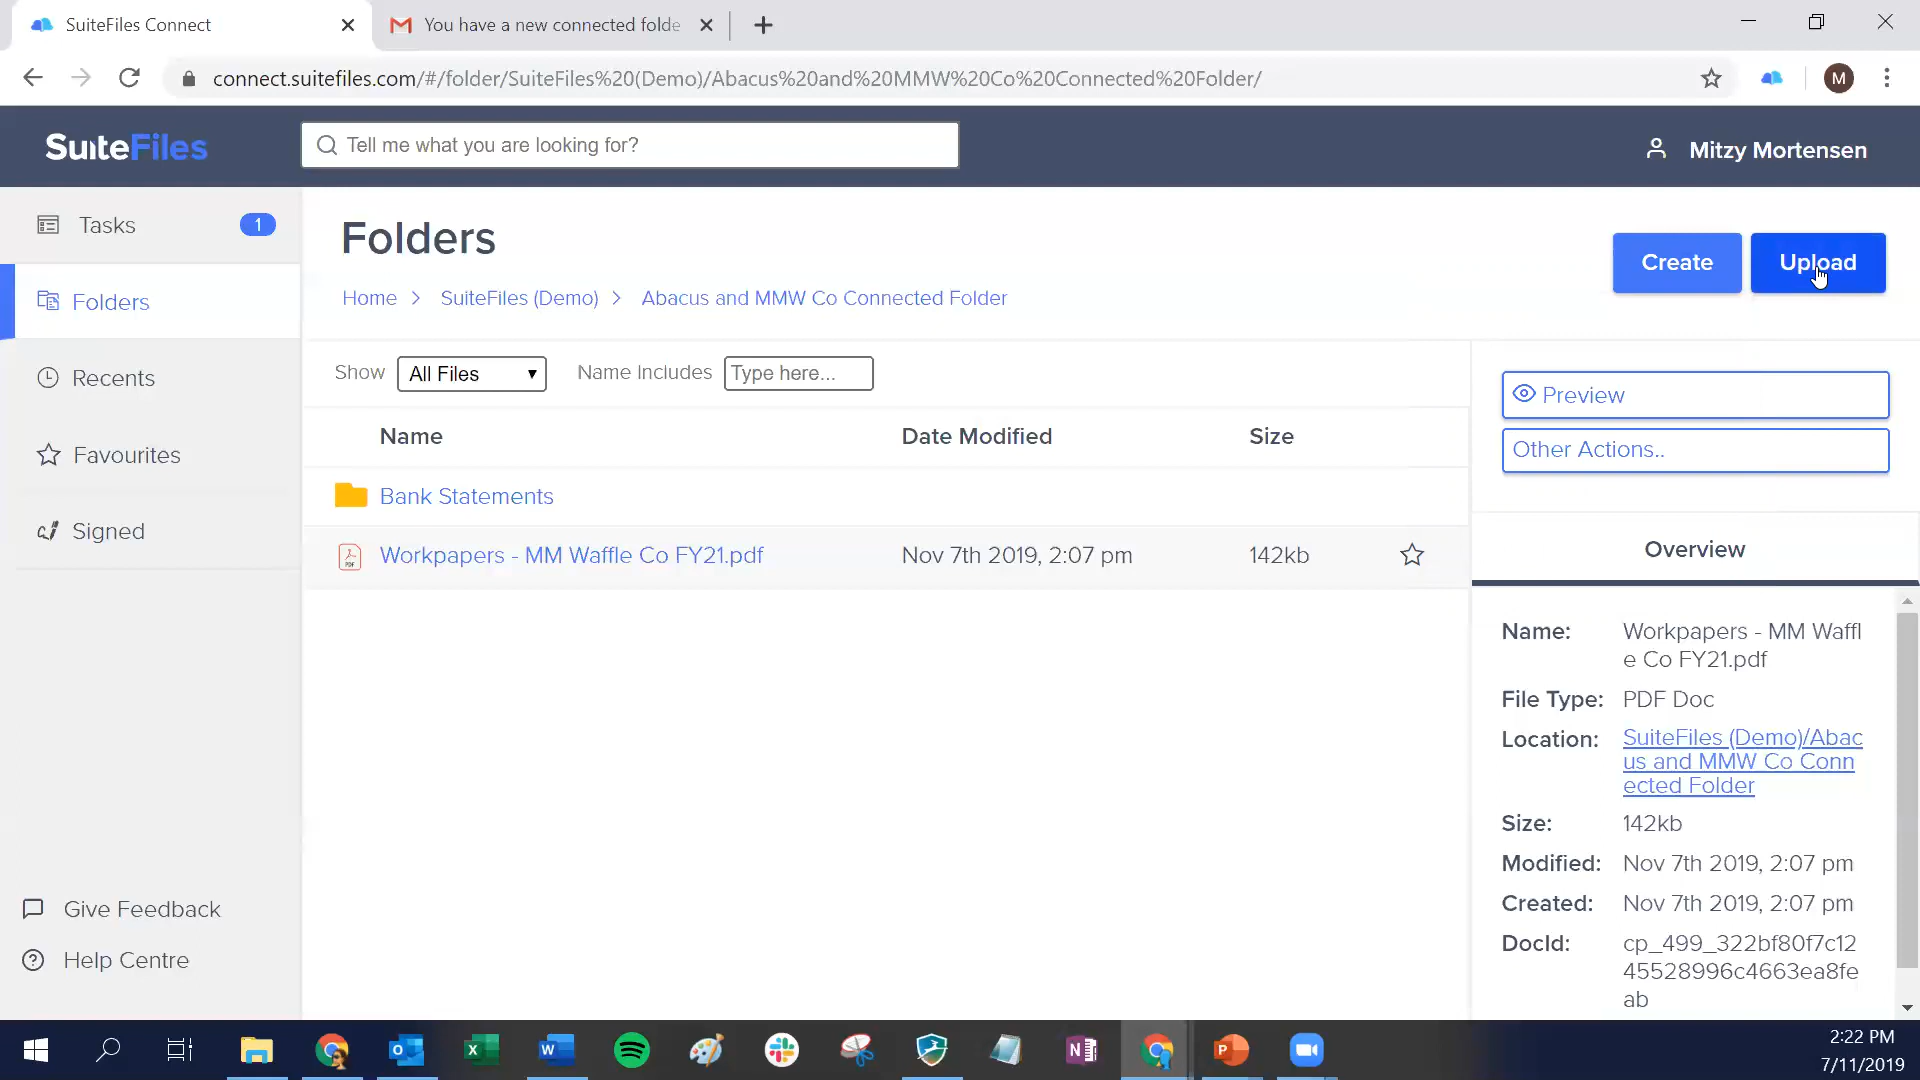 SuiteFiles Connect
You have a new connected folde
connect.suitefiles.com/#/folder/SuiteFiles%20(Demo)/Abacus%20and%20MMW%20Co%20Connected%20Folder/
M
SuiteFiles
Tell me what you are looking for?
Mitzy Mortensen
Tasks
1
Folders
Recents
Favourites
Signed
Give Feedback
Help Centre
Folders
Home > SuiteFiles (Demo) > Abacus and MMW Co Connected Folder
Create
Upload
Show
All Files
Name Includes
Type here...
Name Date Modified Size
Bank Statements
PDF
Workpapers - MM Waffle Co FY21.pdf Nov 7th 2019, 2:07 pm 142kb
Preview
Other Actions..
Overview
Name: Workpapers - MM Waffl
e Co FY21.pdf
File Type: PDF Doc
Location: SuiteFiles (Demo)/Abac
us and MMW Co Conn
ected Folder
Size: 142kb
Modified: Nov 7th 2019, 2:07 pm
Created: Nov 7th 2019, 2:07 pm
DocId: cp_499_322bf80f7c12
45528996c4663ea8fe
ab
2:22 PM
7/11/2019